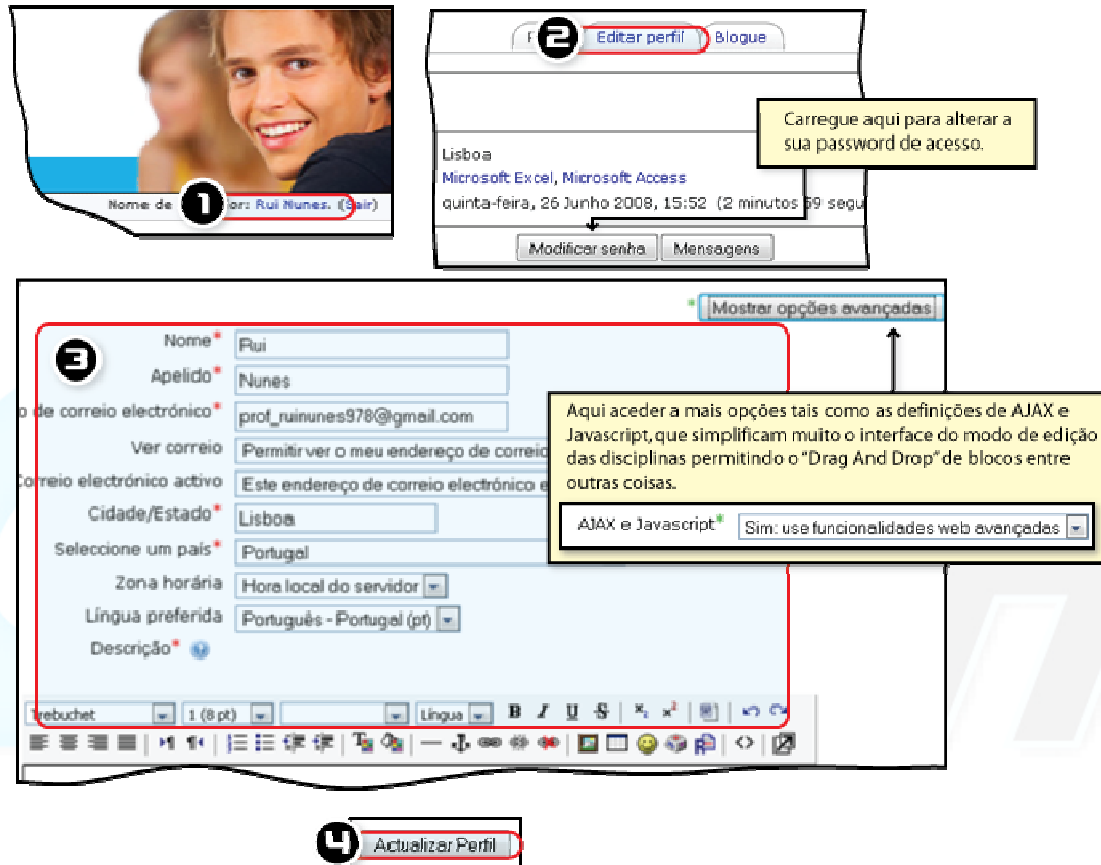 1
Nome de
or: Rui Nunes. (Sair)
2
F
Editar perfil
Blogue
Carregue aqui para alterar a
sua password de acesso.
Lisboa
Microsoft Excel, Microsoft Access
quinta-feira, 26 Junho 2008, 15:52 (2 minutos 59 segu
Modificar senha
Mensagens
Mostrar opções avançadas
3
Nome* Rui
Apelido* Nunes
o de correio electrónico* prof_ruinunes978@gmail.com
Ver correio Permitir ver o meu endereço de correio
Correio electrónico activo Este endereço de correio electrónico e
Cidade/Estado* Lisboa
Seleccione um país* Portugal
Zona horária Hora local do servidor
Língua preferida Português - Portugal (pt)
Descrição*
Aqui aceder a mais opções tais como as definições de AJAX e
Javascript, que simplificam muito o interface do modo de edição
das disciplinas permitindo o "Drag And Drop" de blocos entre
outras coisas.
AJAX e Javascript* Sim: use funcionalidades web avançadas
Trebuchet 1 (8 pt) Língua B I U S x₂ x²
4
Actualizar Perfil